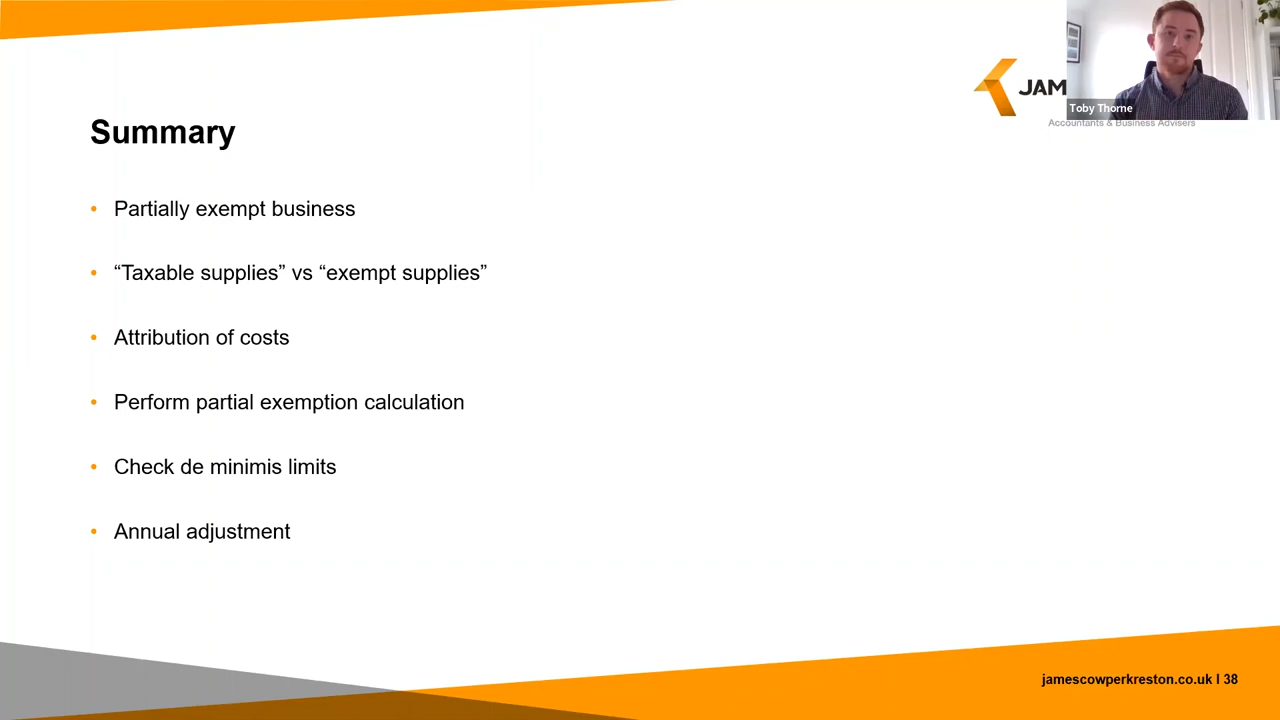 JAM
Toby Thorne
Accountants & Business Advisers
Summary
• Partially exempt business
• “Taxable supplies” vs “exempt supplies”
• Attribution of costs
• Perform partial exemption calculation
• Check de minimis limits
• Annual adjustment
jamescowperkreston.co.uk I 38